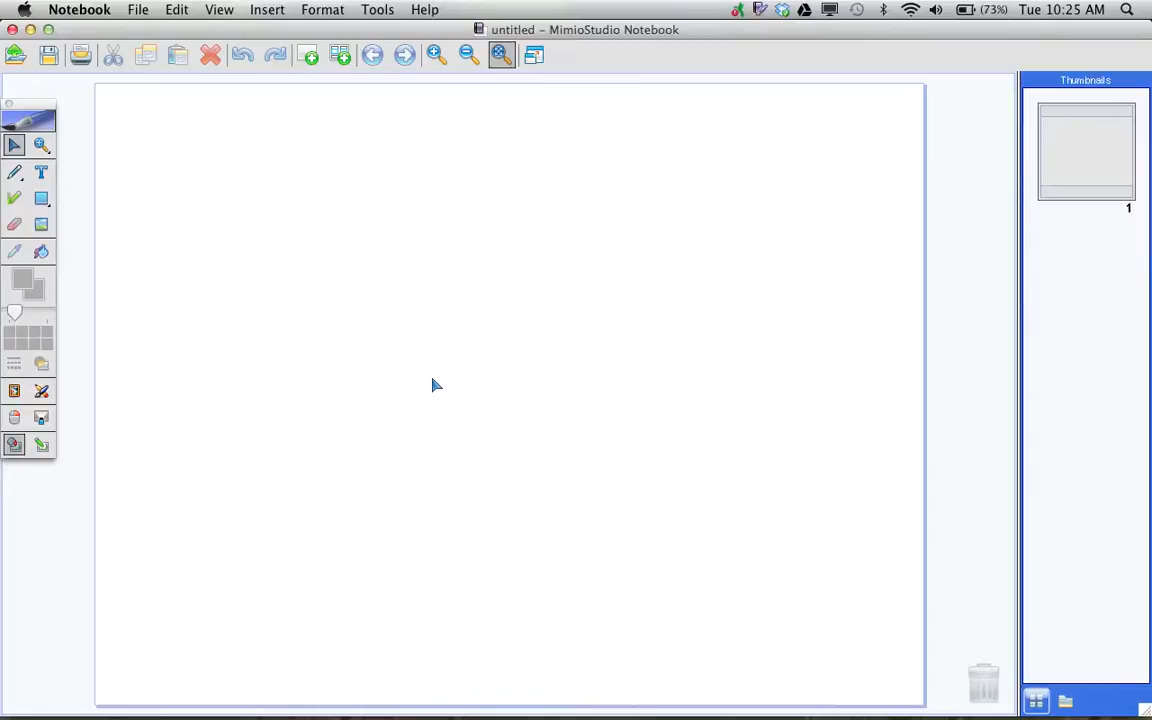 Notebook File Edit View Insert Format Tools Help (73%) Tue 10:25 AM
untitled – MimioStudio Notebook
Thumbnails
T
1